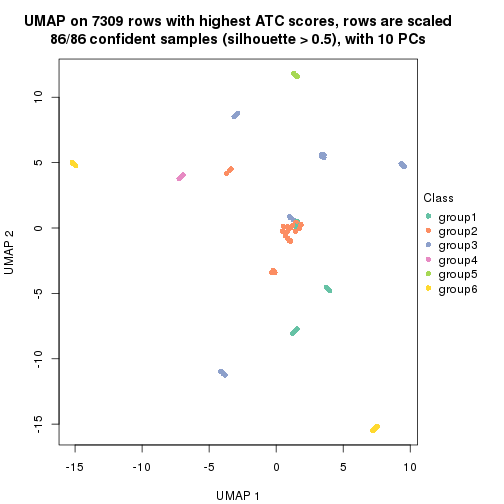 UMAP on 7309 rows with highest ATC scores, rows are scaled
86/86 confident samples (silhouette > 0.5), with 10 PCs
10
5
0
-5
-10
-15
UMAP 2
-15
-10
-5
0
5
10
UMAP 1
Class
group1
group2
group3
group4
group5
group6